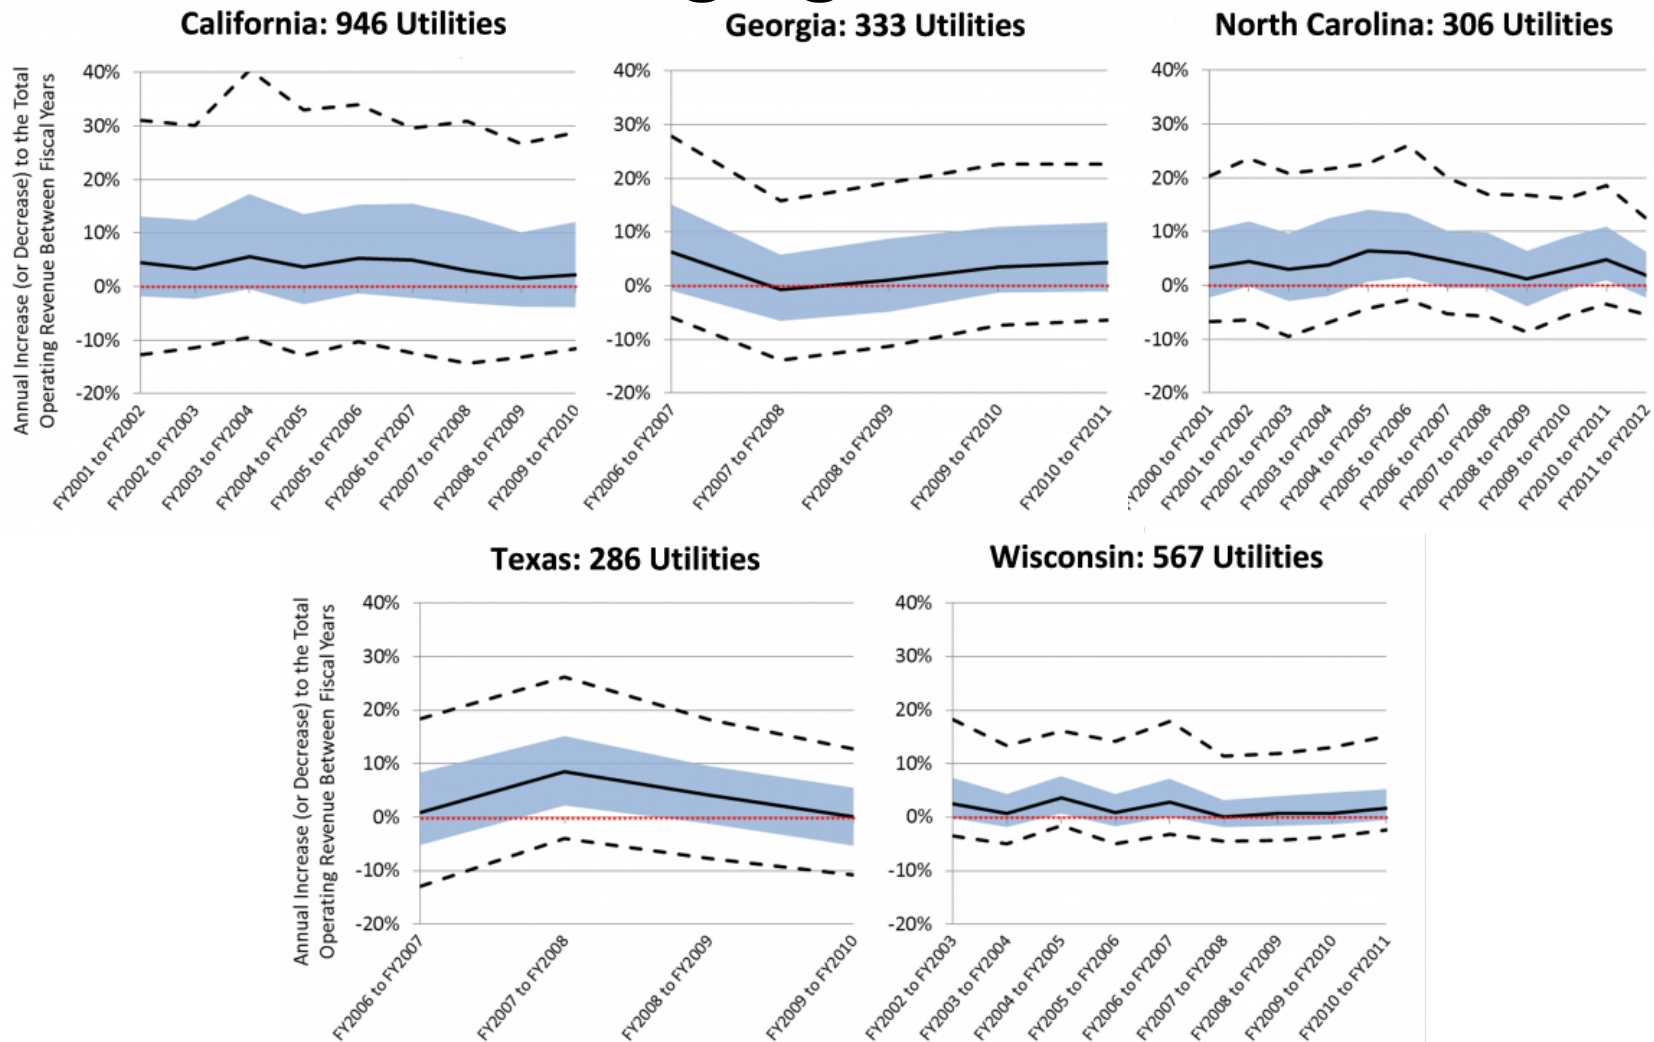 California: 946 Utilities
Annual Increase (or Decrease) to the Total
Operating Revenue Between Fiscal Years
40%
30%
20%
10%
0%
-10%
-20%
FY2001 to FY2002
FY2002 to FY2003
FY2003 to FY2004
FY2004 to FY2005
FY2005 to FY2006
FY2006 to FY2007
FY2007 to FY2008
FY2008 to FY2009
FY2009 to FY2010
Georgia: 333 Utilities
40%
30%
20%
10%
0%
-10%
-20%
FY2006 to FY2007
FY2007 to FY2008
FY2008 to FY2009
FY2009 to FY2010
FY2010 to FY2011
North Carolina: 306 Utilities
40%
30%
20%
10%
0%
-10%
-20%
FY2000 to FY2001
FY2001 to FY2002
FY2002 to FY2003
FY2003 to FY2004
FY2004 to FY2005
FY2005 to FY2006
FY2006 to FY2007
FY2007 to FY2008
FY2008 to FY2009
FY2009 to FY2010
FY2010 to FY2011
FY2011 to FY2012
Texas: 286 Utilities
Annual Increase (or Decrease) to the Total
Operating Revenue Between Fiscal Years
40%
30%
20%
10%
0%
-10%
-20%
FY2006 to FY2007
FY2007 to FY2008
FY2008 to FY2009
FY2009 to FY2010
Wisconsin: 567 Utilities
40%
30%
20%
10%
0%
-10%
-20%
FY2002 to FY2003
FY2003 to FY2004
FY2004 to FY2005
FY2005 to FY2006
FY2006 to FY2007
FY2007 to FY2008
FY2008 to FY2009
FY2009 to FY2010
FY2010 to FY2011